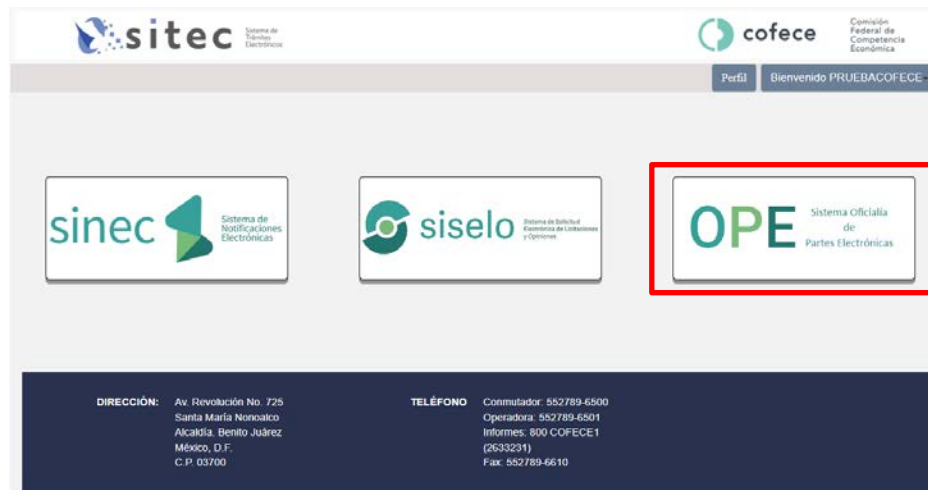 sitec
Sistema de
Trámites
Electrónicos
cofece
Comisión
Federal de
Competencia
Económica
Perfil
Bienvenido PRUEBACOFECE
sinec
Sistema de
Notificaciones
Electrónicas
siselo
Sistema de Solicitud
Electrónica de Licitaciones
y Opiniones
OPE
Sistema Oficialía
de
Partes Electrónicas
DIRECCIÓN:
Av. Revolución No. 725
Santa María Nonoalco
Alcaldía. Benito Juárez
México, D.F.
C.P. 03700
TELÉFONO
Conmutador: 552789-6500
Operadora: 552789-6501
Informes: 800 COFECE1
(2633231)
Fax: 552789-6610